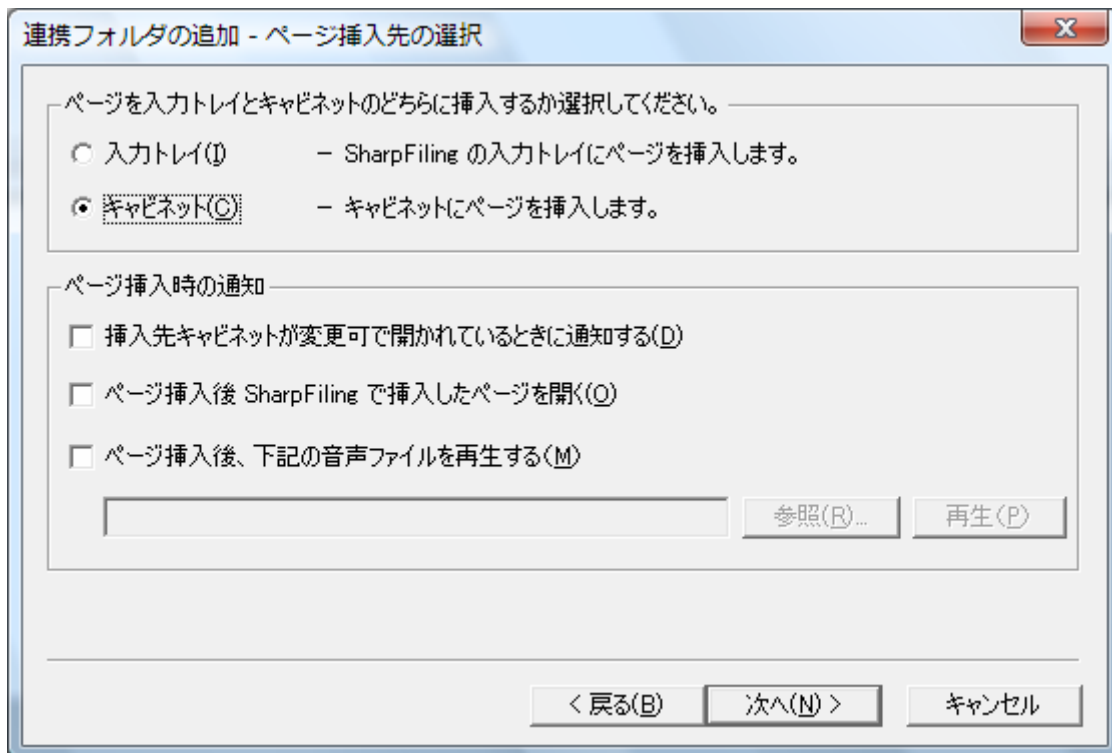 連携フォルダの追加 - ページ挿入先の選択
ページを入力トレイとキャビネットのどちらに挿入するか選択してください。
入力トレイ(I) － SharpFiling の入力トレイにページを挿入します。
キャビネット(C) － キャビネットにページを挿入します。
ページ挿入時の通知
挿入先キャビネットが変更可で開かれているときに通知する(D)
ページ挿入後 SharpFiling で挿入したページを開く(O)
ページ挿入後、下記の音声ファイルを再生する(M)
参照(R)... 再生(P)
< 戻る(B) 次へ(N) > キャンセル